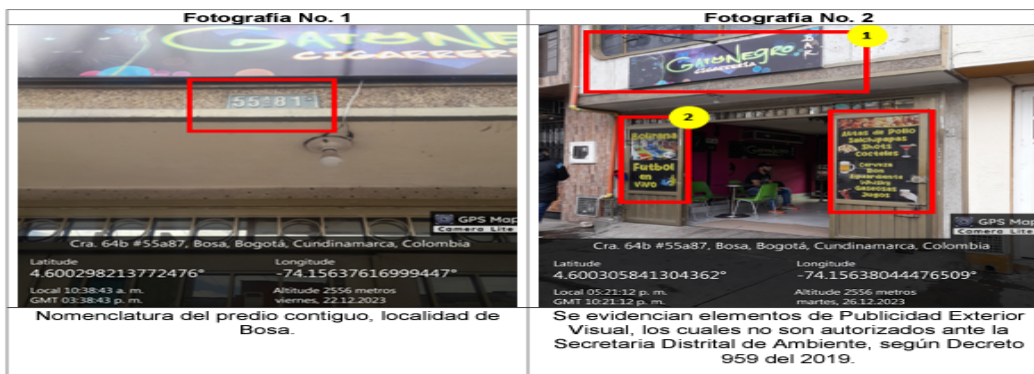 Fotografía No. 1
GatoNegro
CIGARRERÍA
55A81
GPS Map
Camera Lite
Cra. 64b #55a87, Bosa, Bogotá, Cundinamarca, Colombia
Latitude
Longitude
4.6002982137722476°
-74.15637616999447°
Local 10:38:43 a. m.
Altitude 2556 metros
GMT 03:38:43 p. m.
viernes, 22.12.2023
Nomenclatura del predio contiguo, localidad de
Bosa.
Fotografía No. 2
1
GatoNegro
BAR
CIGARRERÍA
2
Bolirana
Futbol
en
vivo
Alitas de Pollo
Salchipapas
Shots
Cocteles
Cerveza
Ron
Aguardiente
Whisky
Gaseosas
Jugos
GPS Map
Camera Lite
Cra. 64b #55a87, Bosa, Bogotá, Cundinamarca, Colombia
Latitude
Longitude
4.600305841304362°
-74.15638044476509°
Local 05:21:12 p. m.
Altitude 2556 metros
GMT 10:21:12 p. m.
martes, 26.12.2023
Se evidencian elementos de Publicidad Exterior
Visual, los cuales no son autorizados ante la
Secretaria Distrital de Ambiente, según Decreto
959 del 2019.